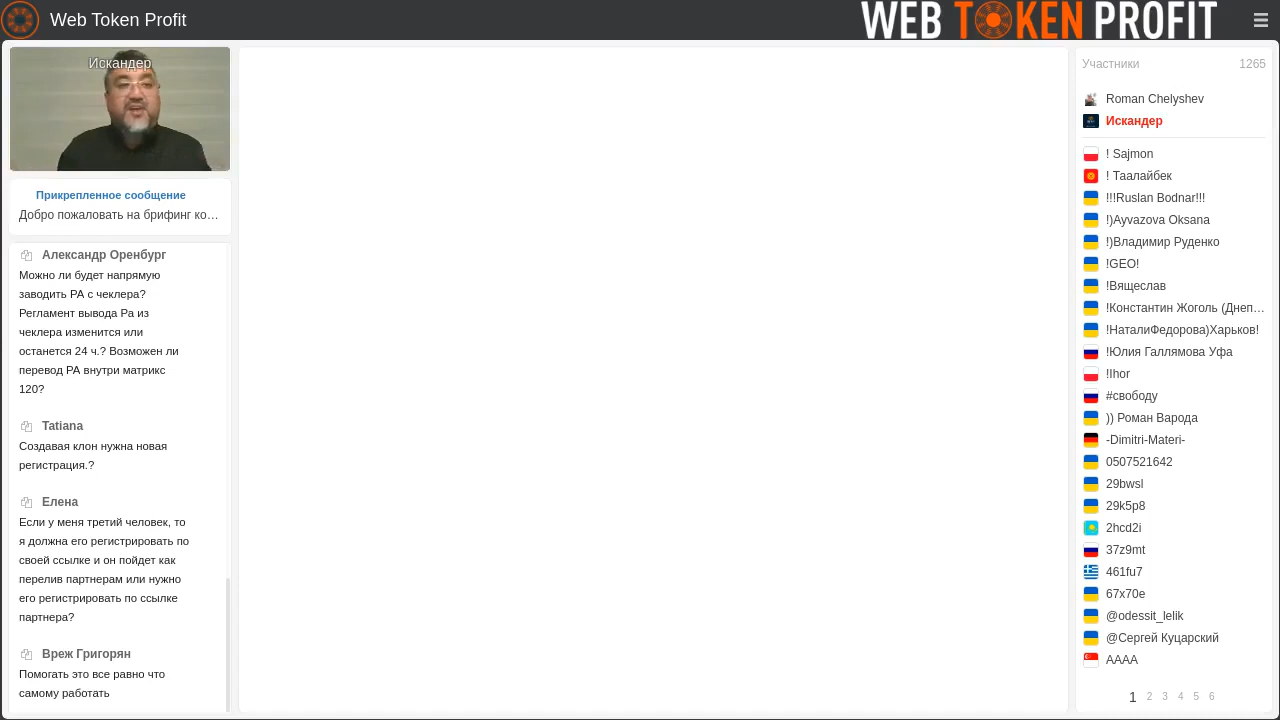 Web Token Profit
WEB TOKEN PROFIT
Искандер
Прикрепленное сообщение
Добро пожаловать на брифинг ко…
Александр Оренбург
Можно ли будет напрямую
заводить РА с чеклера?
Регламент вывода Ра из
чеклера изменится или
останется 24 ч.? Возможен ли
перевод РА внутри матрикс
120?
Tatiana
Создавая клон нужна новая
регистрация.?
Елена
Если у меня третий человек, то
я должна его регистрировать по
своей ссылке и он пойдет как
перелив партнерам или нужно
его регистрировать по ссылке
партнера?
Вреж Григорян
Помогать это все равно что
самому работать
Участники 1265
Roman Chelyshev
Искандер
! Sajmon
! Таалайбек
!!!Ruslan Bodnar!!!
!)Ayvazova Oksana
!)Владимир Руденко
!GEO!
!Вящеслав
!Константин Жоголь (Днеп…
!НаталиФедорова)Харьков!
!Юлия Галлямова Уфа
!Ihor
#свободу
)) Роман Варода
-Dimitri-Materi-
0507521642
29bwsl
29k5p8
2hcd2i
37z9mt
461fu7
67x70e
@odessit_lelik
@Сергей Куцарский
AAAA
1 2 3 4 5 6